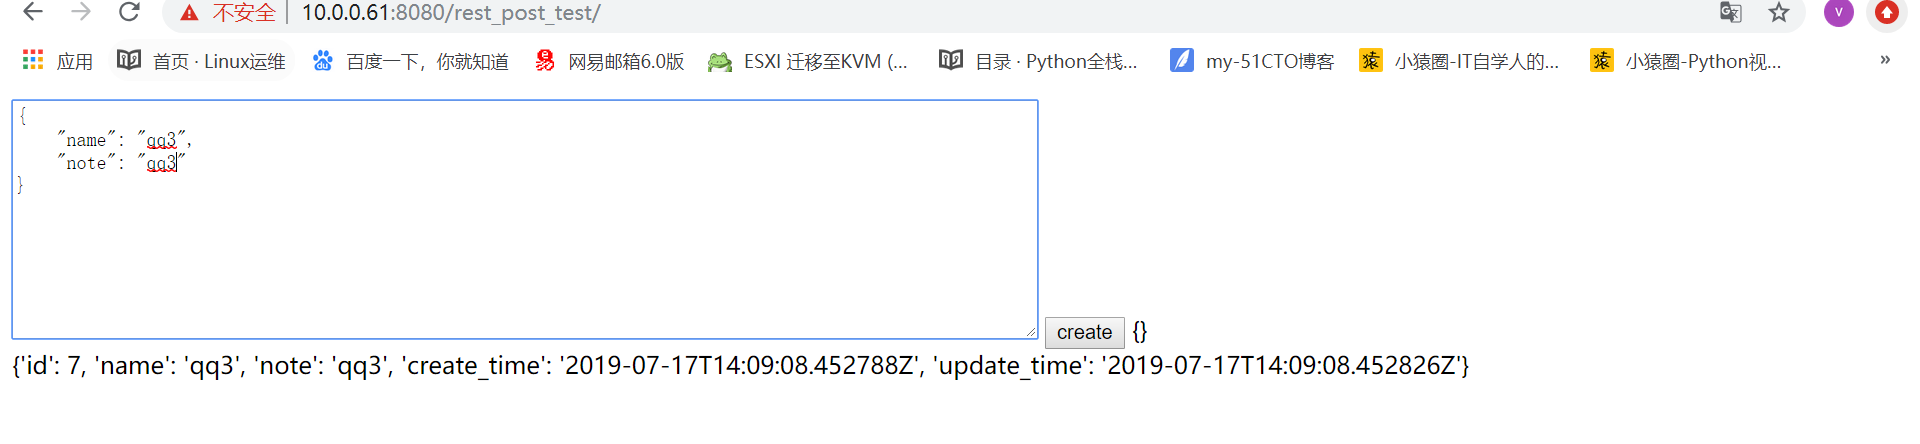 不安全 10.0.0.61:8080/rest_post_test/ V
应用 首页 · Linux运维 百度一下，你就知道 易 网易邮箱6.0版 ESXI 迁移至KVM (... 目录 · Python全栈... my-51CTO博客 猿 小猿圈-IT自学人的... 猿 小猿圈-Python视... »
{
"name": "qq3",
"note": "qq3"
}
create {}
{'id': 7, 'name': 'qq3', 'note': 'qq3', 'create_time': '2019-07-17T14:09:08.452788Z', 'update_time': '2019-07-17T14:09:08.452826Z'}